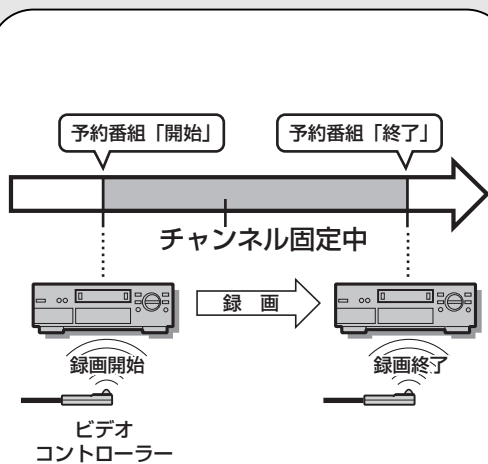 予約番組「開始」
予約番組「終了」
チャンネル固定中
録 画
録画開始
録画終了
ビデオ
コントローラー